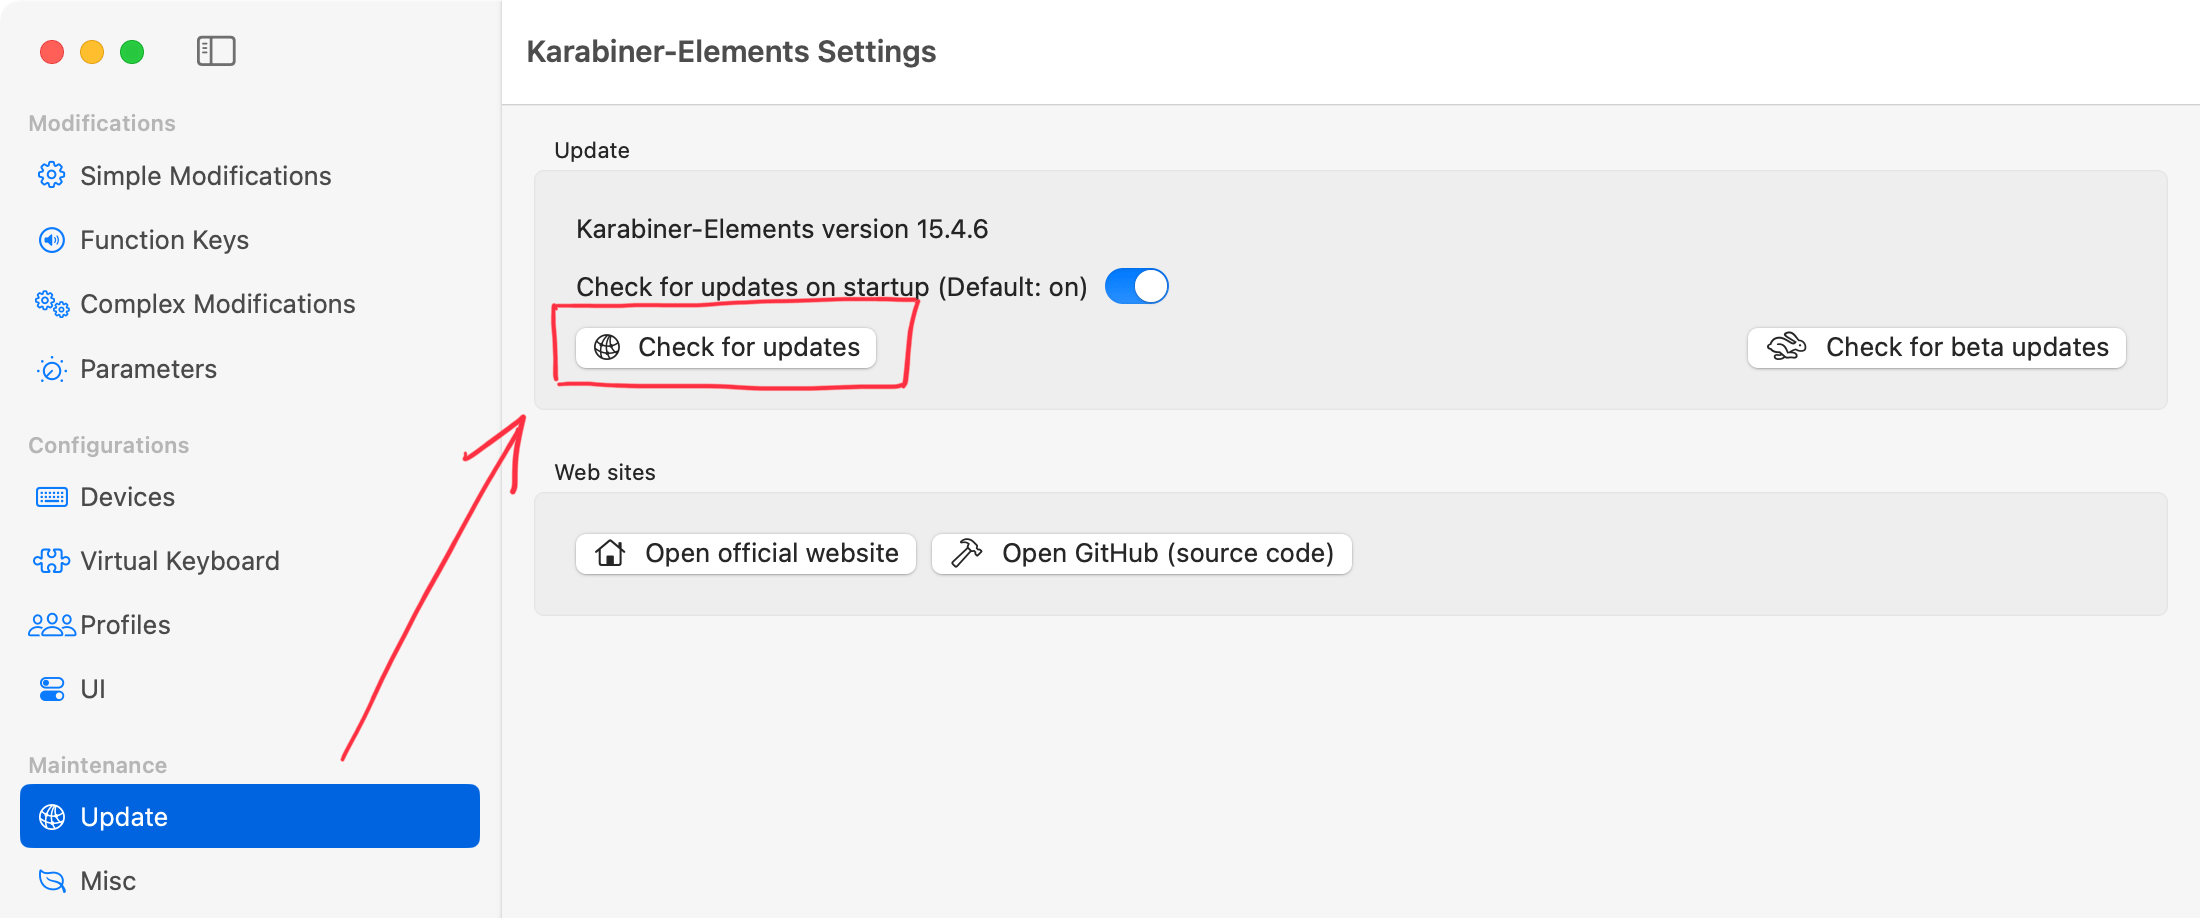 Karabiner-Elements Settings
Modifications
Simple Modifications
Function Keys
Complex Modifications
Parameters
Configurations
Devices
Virtual Keyboard
Profiles
UI
Maintenance
Update
Misc
Update
Karabiner-Elements version 15.4.6
Check for updates on startup (Default: on)
Check for updates
Check for beta updates
Web sites
Open official website
Open GitHub (source code)